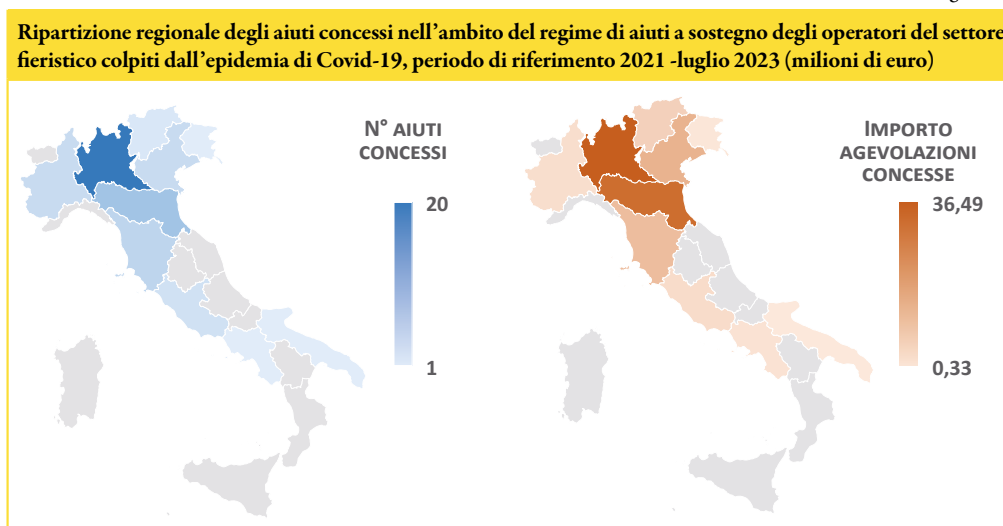 Ripartizione regionale degli aiuti concessi nell'ambito del regime di aiuti a sostegno degli operatori del settore
fieristico colpiti dall'epidemia di Covid-19, periodo di riferimento 2021 -luglio 2023 (milioni di euro)
N° AIUTI
CONCESSI
20
1
IMPORTO
AGEVOLAZIONI
CONCESSE
36,49
0,33